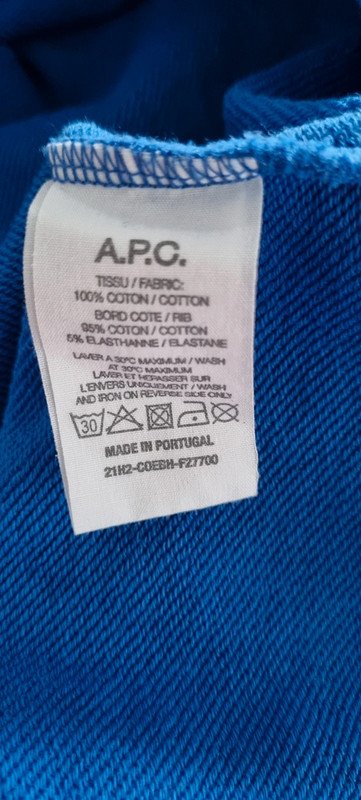 A.P.C.
TISSU / FABRIC:
100% COTON / COTTON
BORD COTE / RIB
95% COTON / COTTON
5% ELASTHANNE / ELASTANE
LAVER A 30°C MAXIMUM / WASH
AT 30°C MAXIMUM
LAVER ET REPASSER SUR
L'ENVERS UNIQUEMENT / WASH
AND IRON ON REVERSE SIDE ONLY
30
MADE IN PORTUGAL
21H2-COEBH-F27700